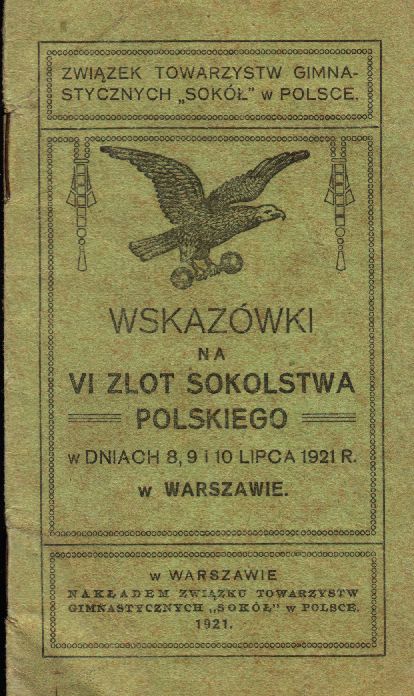 ZWIĄZEK TOWARZYSTW GIMNA-
STYCZNYCH „SOKÓŁ" w POLSCE.
WSKAZÓWKI
NA
VI ZLOT SOKOLSTWA
POLSKIEGO
w DNIACH 8, 9 i 10 LIPCA 1921 R.
w WARSZAWIE.
w WARSZAWIE
NAKŁADEM ZWIĄZKU TOWARZYSTW
GIMNASTYCZNYCH „SOKÓŁ" w POLSCE.
1921.